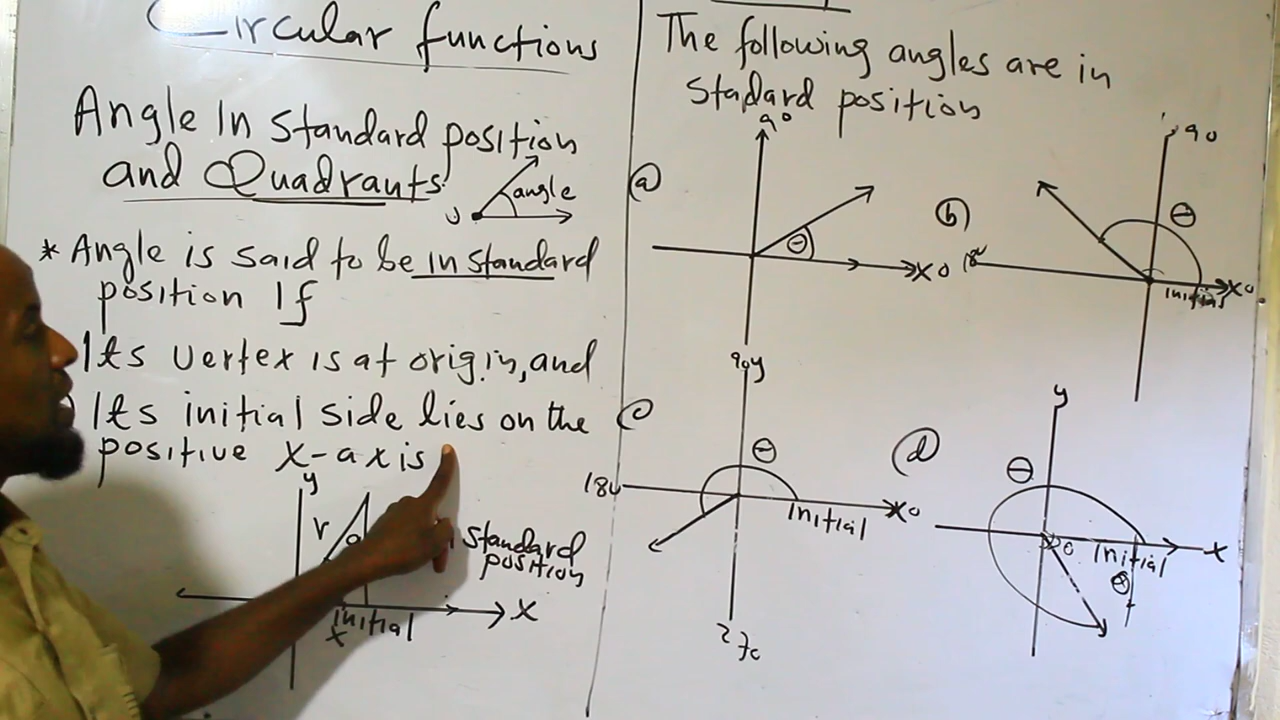 Circular functions
Angle In Standard position
and Quadrants
angle
* Angle is said to be in standard
position If
Its vertex is at origin, and
Its initial side lies on the
positive X-axis
y
r
standard
position
X
initial
x
The following angles are in
Stadard position
(a)
90
θ
X 0
(b)
90
θ
180
initial
X 0
(c)
90 y
θ
180
initial
X 0
270
(d)
y
θ
initial
x